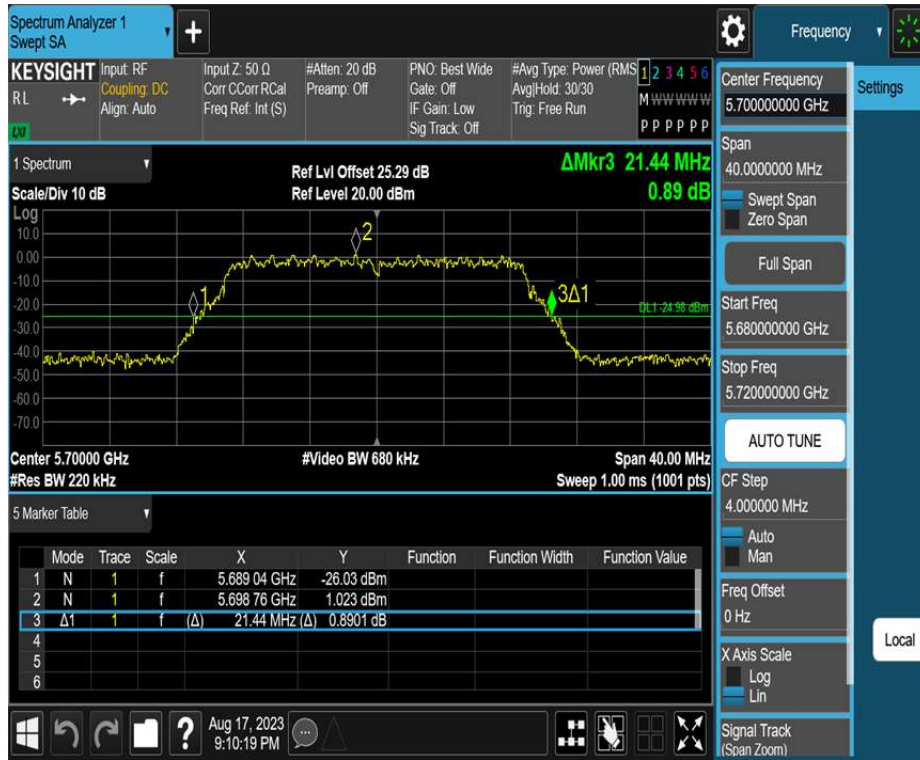 Spectrum Analyzer 1
Swept SA
Frequency
KEYSIGHT
RL
LXI
Input: RF
Coupling: DC
Align: Auto
Input Z: 50 Ω
Corr CCorr RCal
Freq Ref: Int (S)
#Atten: 20 dB
Preamp: Off
PNO: Best Wide
Gate: Off
IF Gain: Low
Sig Track: Off
#Avg Type: Power (RMS
Avg|Hold: 30/30
Trig: Free Run
1 2 3 4 5 6
M W W W W W
P P P P P P
1 Spectrum
Scale/Div 10 dB
Ref Lvl Offset 25.29 dB
Ref Level 20.00 dBm
ΔMkr3 21.44 MHz
0.89 dB
Log
10.0
0.00
-10.0
-20.0
-30.0
-40.0
-50.0
-60.0
-70.0
1
2
3Δ1
DL1 -24.98 dBm
Center 5.70000 GHz
#Video BW 680 kHz
Span 40.00 MHz
#Res BW 220 kHz
Sweep 1.00 ms (1001 pts)
5 Marker Table
Mode Trace Scale X Y Function Function Width Function Value
1 N 1 f 5.689 04 GHz -26.03 dBm
2 N 1 f 5.698 76 GHz 1.023 dBm
3 Δ1 1 f (Δ) 21.44 MHz (Δ) 0.8901 dB
4
5
6
?
Aug 17, 2023
9:10:19 PM
Center Frequency
5.700000000 GHz
Span
40.0000000 MHz
Swept Span
Zero Span
Full Span
Start Freq
5.680000000 GHz
Stop Freq
5.720000000 GHz
AUTO TUNE
CF Step
4.000000 MHz
Auto
Man
Freq Offset
0 Hz
X Axis Scale
Log
Lin
Signal Track
(Span Zoom)
Settings
Local